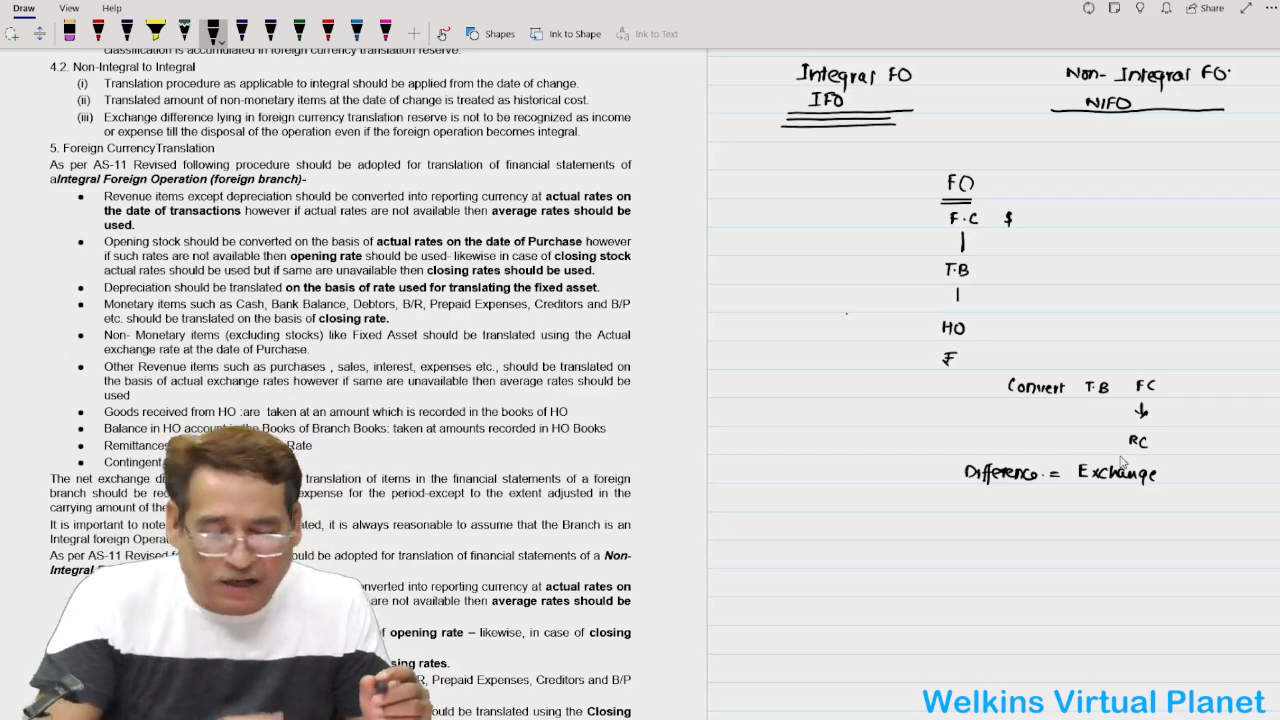 Draw View Help
Shapes Ink to Shape Ink to Text Share
classification is accumulated in foreign currency translation reserve.
4.2. Non-Integral to Integral
(i) Translation procedure as applicable to integral should be applied from the date of change.
(ii) Translated amount of non-monetary items at the date of change is treated as historical cost.
(iii) Exchange difference lying in foreign currency translation reserve is not to be recognized as income
or expense till the disposal of the operation even if the foreign operation becomes integral.
5. Foreign CurrencyTranslation
As per AS-11 Revised following procedure should be adopted for translation of financial statements of
aIntegral Foreign Operation (foreign branch)-
• Revenue items except depreciation should be converted into reporting currency at actual rates on
the date of transactions however if actual rates are not available then average rates should be
used.
• Opening stock should be converted on the basis of actual rates on the date of Purchase however
if such rates are not available then opening rate should be used- likewise in case of closing stock
actual rates should be used but if same are unavailable then closing rates should be used.
• Depreciation should be translated on the basis of rate used for translating the fixed asset.
• Monetary items such as Cash, Bank Balance, Debtors, B/R, Prepaid Expenses, Creditors and B/P
etc. should be translated on the basis of closing rate.
• Non- Monetary items (excluding stocks) like Fixed Asset should be translated using the Actual
exchange rate at the date of Purchase.
• Other Revenue items such as purchases , sales, interest, expenses etc., should be translated on
the basis of actual exchange rates however if same are unavailable then average rates should be
used
• Goods received from HO :are taken at an amount which is recorded in the books of HO
• Balance in HO account in the Books of Branch Books: taken at amounts recorded in HO Books
• Remittances Rate
• Contingent
The net exchange translation of items in the financial statements of a foreign
branch should be expense for the period-except to the extent adjusted in the
carrying amount of the
It is important to note it is always reasonable to assume that the Branch is an
Integral foreign
As per AS-11 Revised should be adopted for translation of financial statements of a Non-
converted into reporting currency at actual rates on
are not available then average rates should be
opening rate – likewise, in case of closing
rates.
Prepaid Expenses, Creditors and B/P
should be translated using the Closing
Integral FO
IFO
Non- Integral FO.
NIFO
FO
F.C $
T.B
HO
₹
Convert T.B FC
↓
RC
Difference. = Exchange
Welkins Virtual Planet